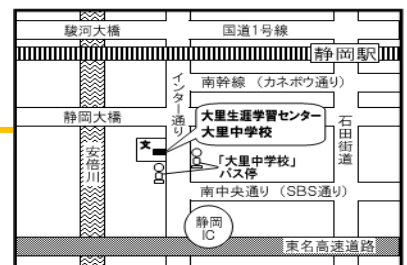 駿河大橋
国道1号線
静岡駅
インター通り
南幹線（カネボウ通り）
静岡大橋
大里生涯学習センター
大里中学校
石田街道
文
安倍川
「大里中学校」
バス停
南中央通り（SBS通り）
静岡
IC
東名高速道路